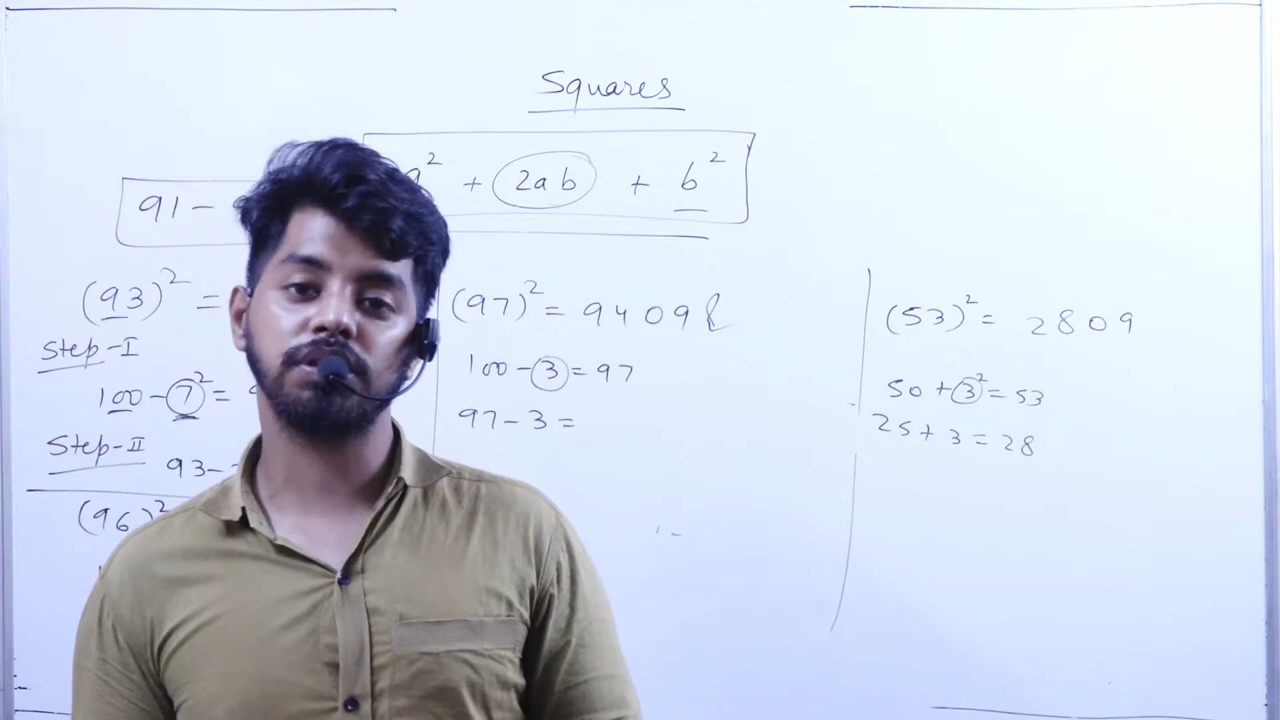 Squares
a² + 2ab + b²
91 -
(93)² =
Step-I
100 - 7² =
Step-II
93 -
(96)²
(97)² = 9409
100 - 3 = 97
97 - 3 =
(53)² = 2809
50 + 3² = 53
25 + 3 = 28